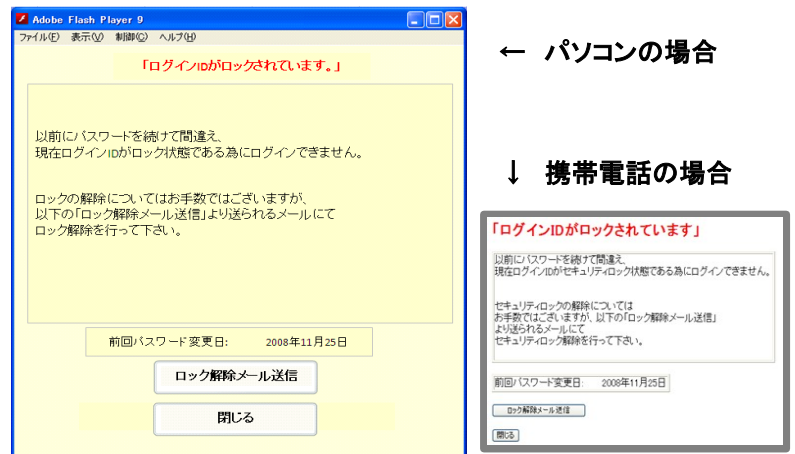 Adobe Flash Player 9
ファイル(F) 表示(V) 制御(C) ヘルプ(H)
「ログインIDがロックされています。」
以前にパスワードを続けて間違え、
現在ログインIDがロック状態である為にログインできません。
ロックの解除についてはお手数ではございますが、
以下の「ロック解除メール送信」より送られるメールにて
ロック解除を行って下さい。
前回パスワード変更日: 2008年11月25日
ロック解除メール送信
閉じる
← パソコンの場合
↓ 携帯電話の場合
「ログインIDがロックされています」
以前にパスワードを続けて間違え、
現在ログインIDがセキュリティロック状態である為にログインできません。
セキュリティロックの解除については
お手数ではございますが、以下の「ロック解除メール送信」
より送られるメールにて
セキュリティロック解除を行って下さい。
前回パスワード変更日: 2008年11月25日
ロック解除メール送信
閉じる